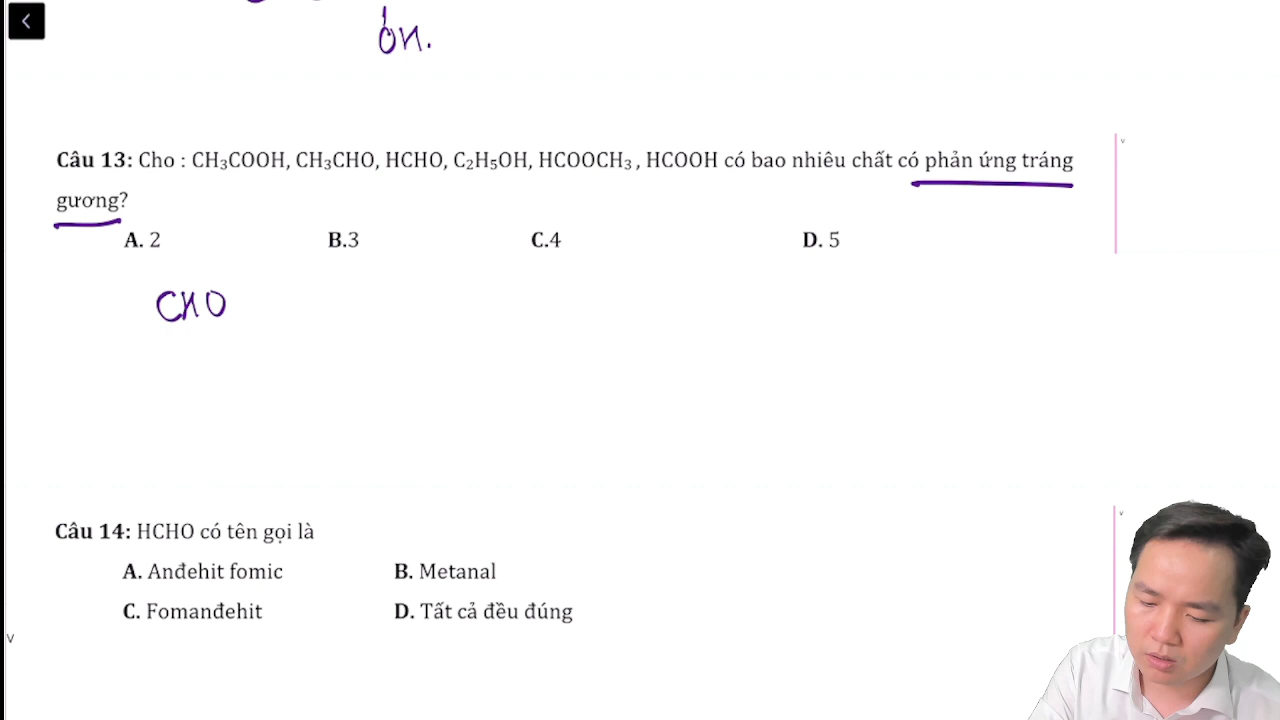 ổn.
Câu 13: Cho : CH₃COOH, CH₃CHO, HCHO, C₂H₅OH, HCOOCH₃ , HCOOH có bao nhiêu chất có phản ứng tráng
gương?
A. 2 B.3 C.4 D. 5
CHO
Câu 14: HCHO có tên gọi là
A. Anđehit fomic B. Metanal
C. Fomanđehit D. Tất cả đều đúng